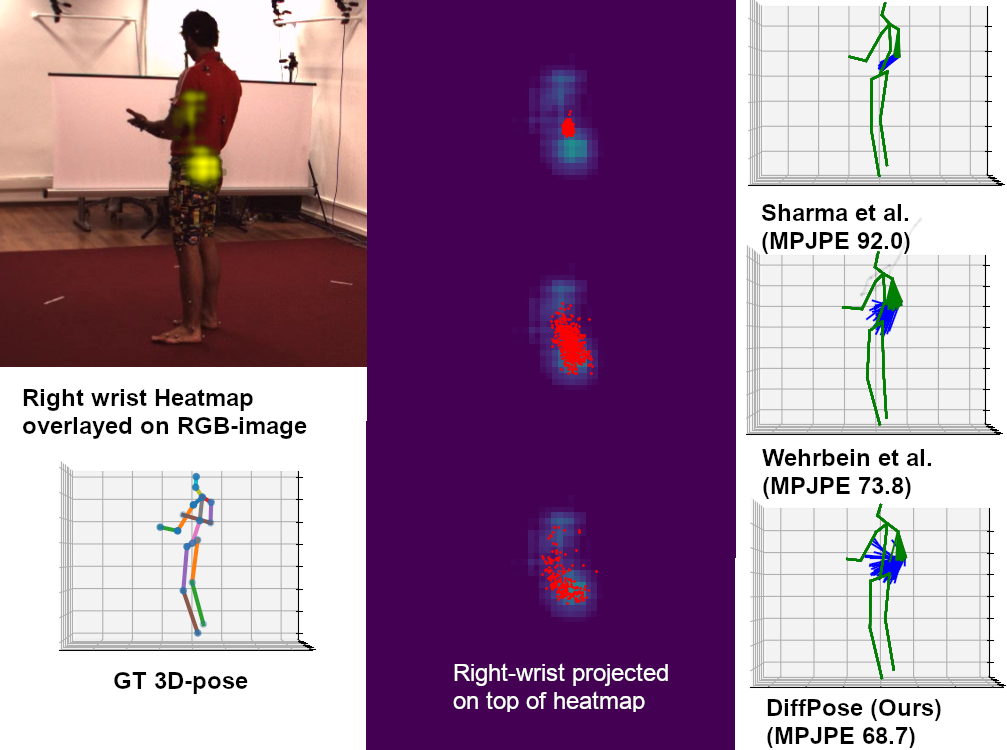 Right wrist Heatmap
overlayed on RGB-image
GT 3D-pose
Right-wrist projected
on top of heatmap
Sharma et al.
(MPJPE 92.0)
Wehrbein et al.
(MPJPE 73.8)
DiffPose (Ours)
(MPJPE 68.7)